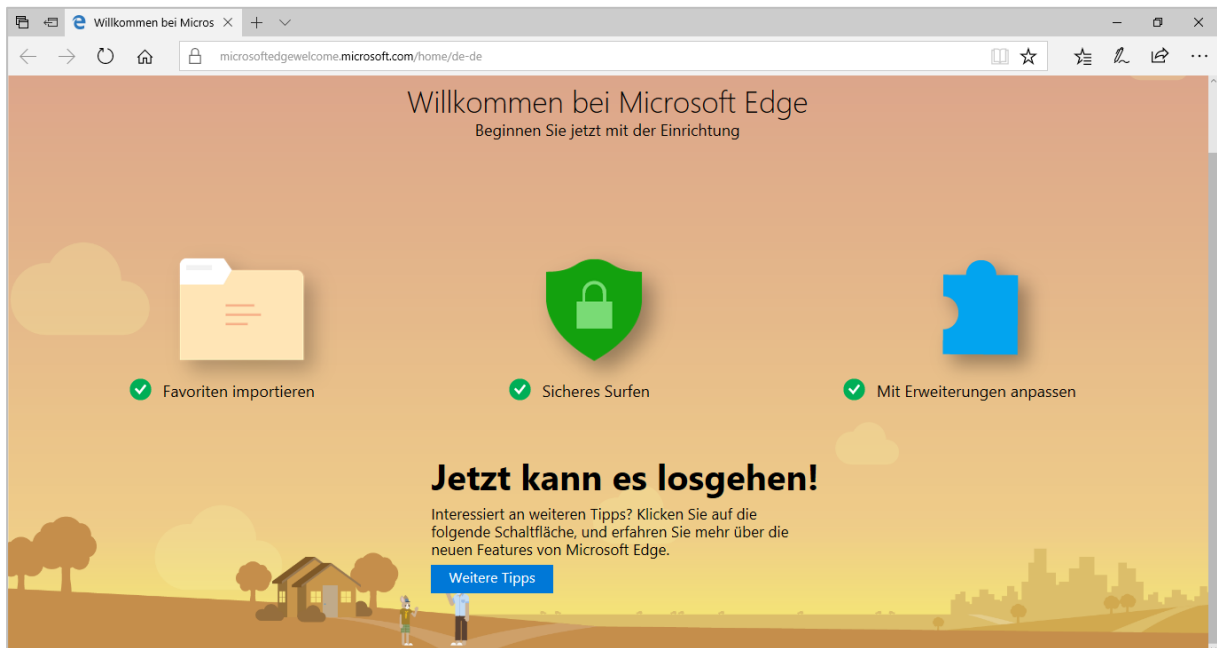 Willkommen bei Micros
microsoftedgewelcome.microsoft.com/home/de-de
Willkommen bei Microsoft Edge
Beginnen Sie jetzt mit der Einrichtung
Favoriten importieren
Sicheres Surfen
Mit Erweiterungen anpassen
Jetzt kann es losgehen!
Interessiert an weiteren Tipps? Klicken Sie auf die
folgende Schaltfläche, und erfahren Sie mehr über die
neuen Features von Microsoft Edge.
Weitere Tipps